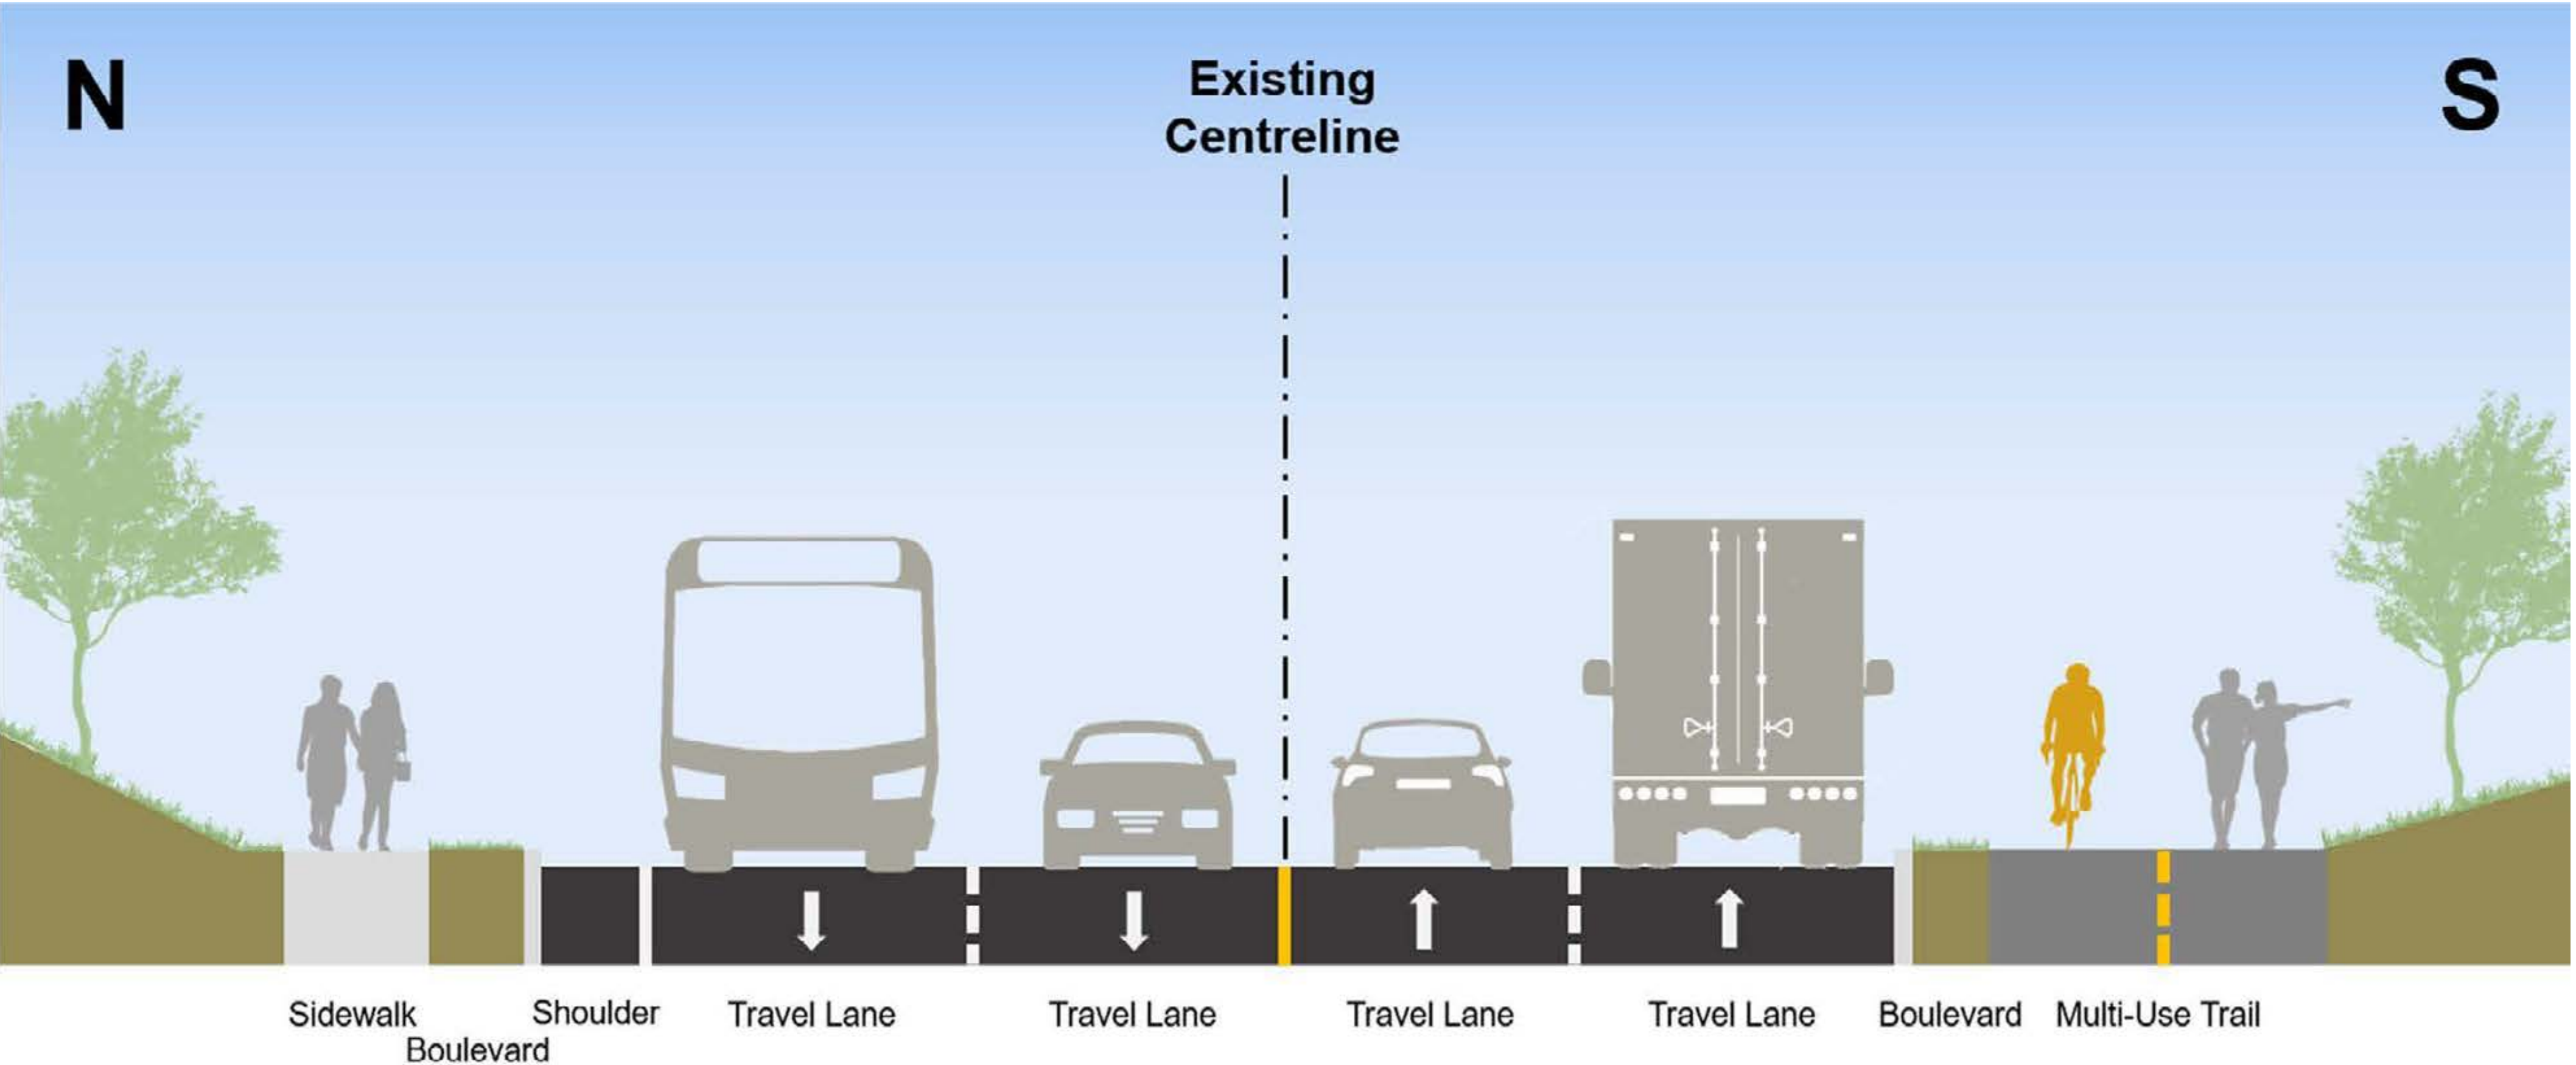 N
S
Existing
Centreline
Sidewalk
Boulevard
Shoulder
Travel Lane
Travel Lane
Travel Lane
Travel Lane
Boulevard
Multi-Use Trail